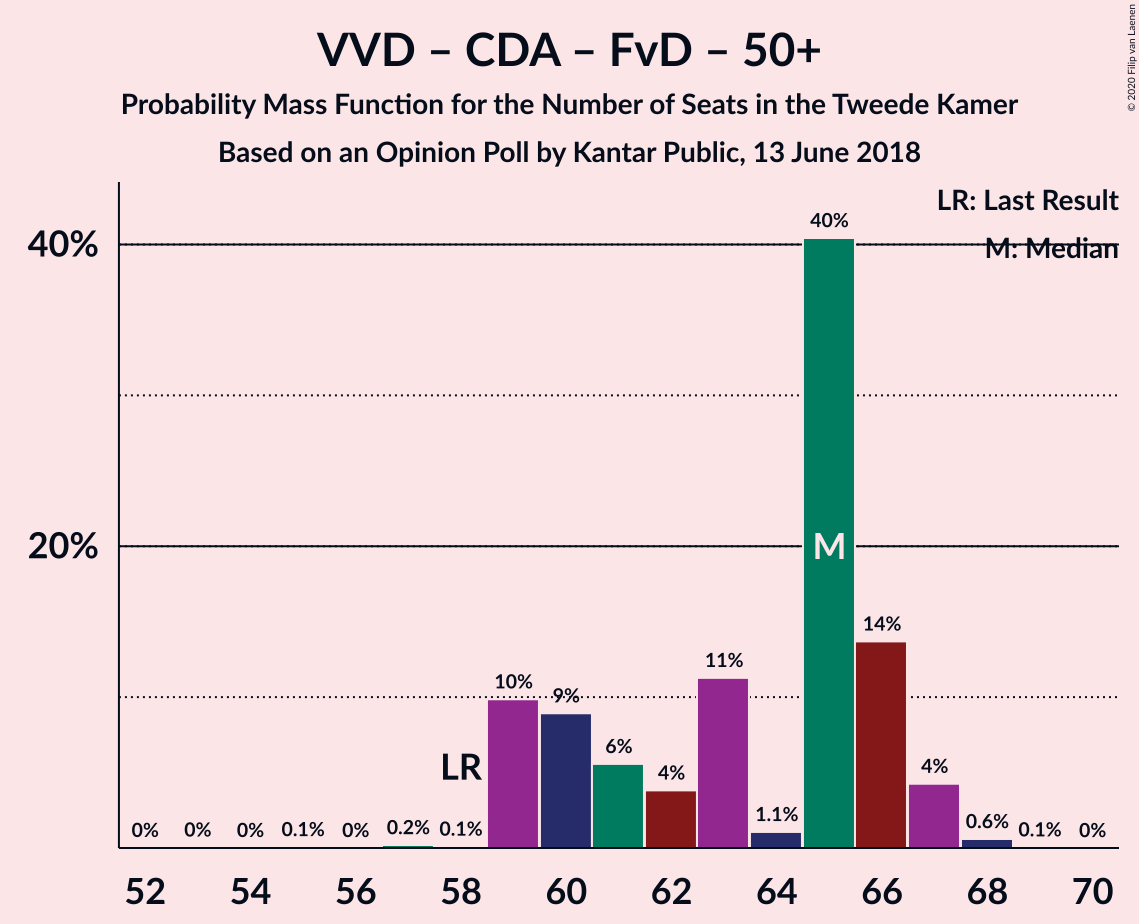 VVD – CDA – FvD – 50+
Probability Mass Function for the Number of Seats in the Tweede Kamer
Based on an Opinion Poll by Kantar Public, 13 June 2018
© 2020 Filip van Laenen
LR: Last Result
M: Median
40%
20%
0%
0%
0%
0.1%
0%
0.2%
0.1%
LR
10%
9%
6%
4%
11%
1.1%
40%
M
14%
4%
0.6%
0.1%
0%
52 54 56 58 60 62 64 66 68 70